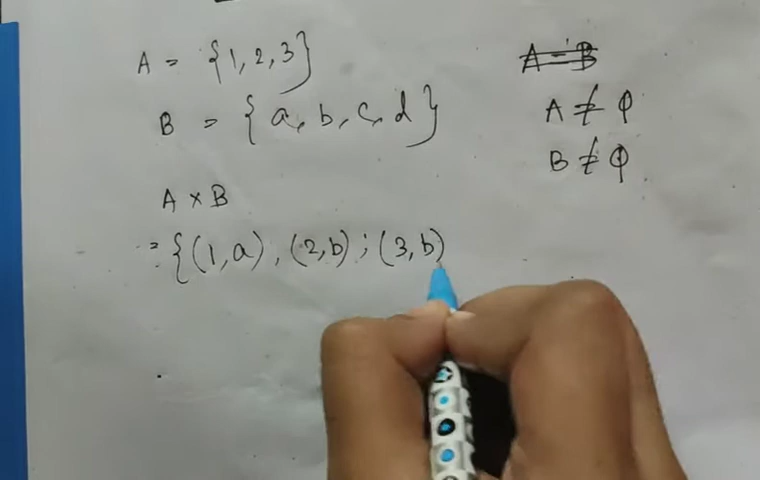 A = {1, 2, 3}
B = {a, b, c, d}
A = B
A ≠ φ
B ≠ φ
A × B
= {(1, a), (2, b); (3, b)